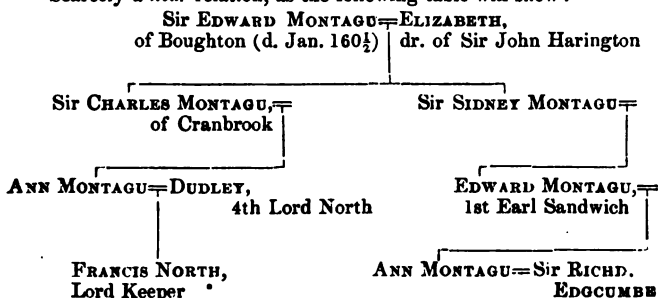 Sir EDWARD MONTAGU=ELIZABETH,
of Boughton (d. Jan. 160½) dr. of Sir John Harington
Sir CHARLES MONTAGU,=
of Cranbrook
Sir SIDNEY MONTAGU=
ANN MONTAGU=DUDLEY,
4th Lord North
EDWARD MONTAGU,=
1st Earl Sandwich
FRANCIS NORTH,
Lord Keeper
ANN MONTAGU=Sir RICHD.
EDGCUMBE